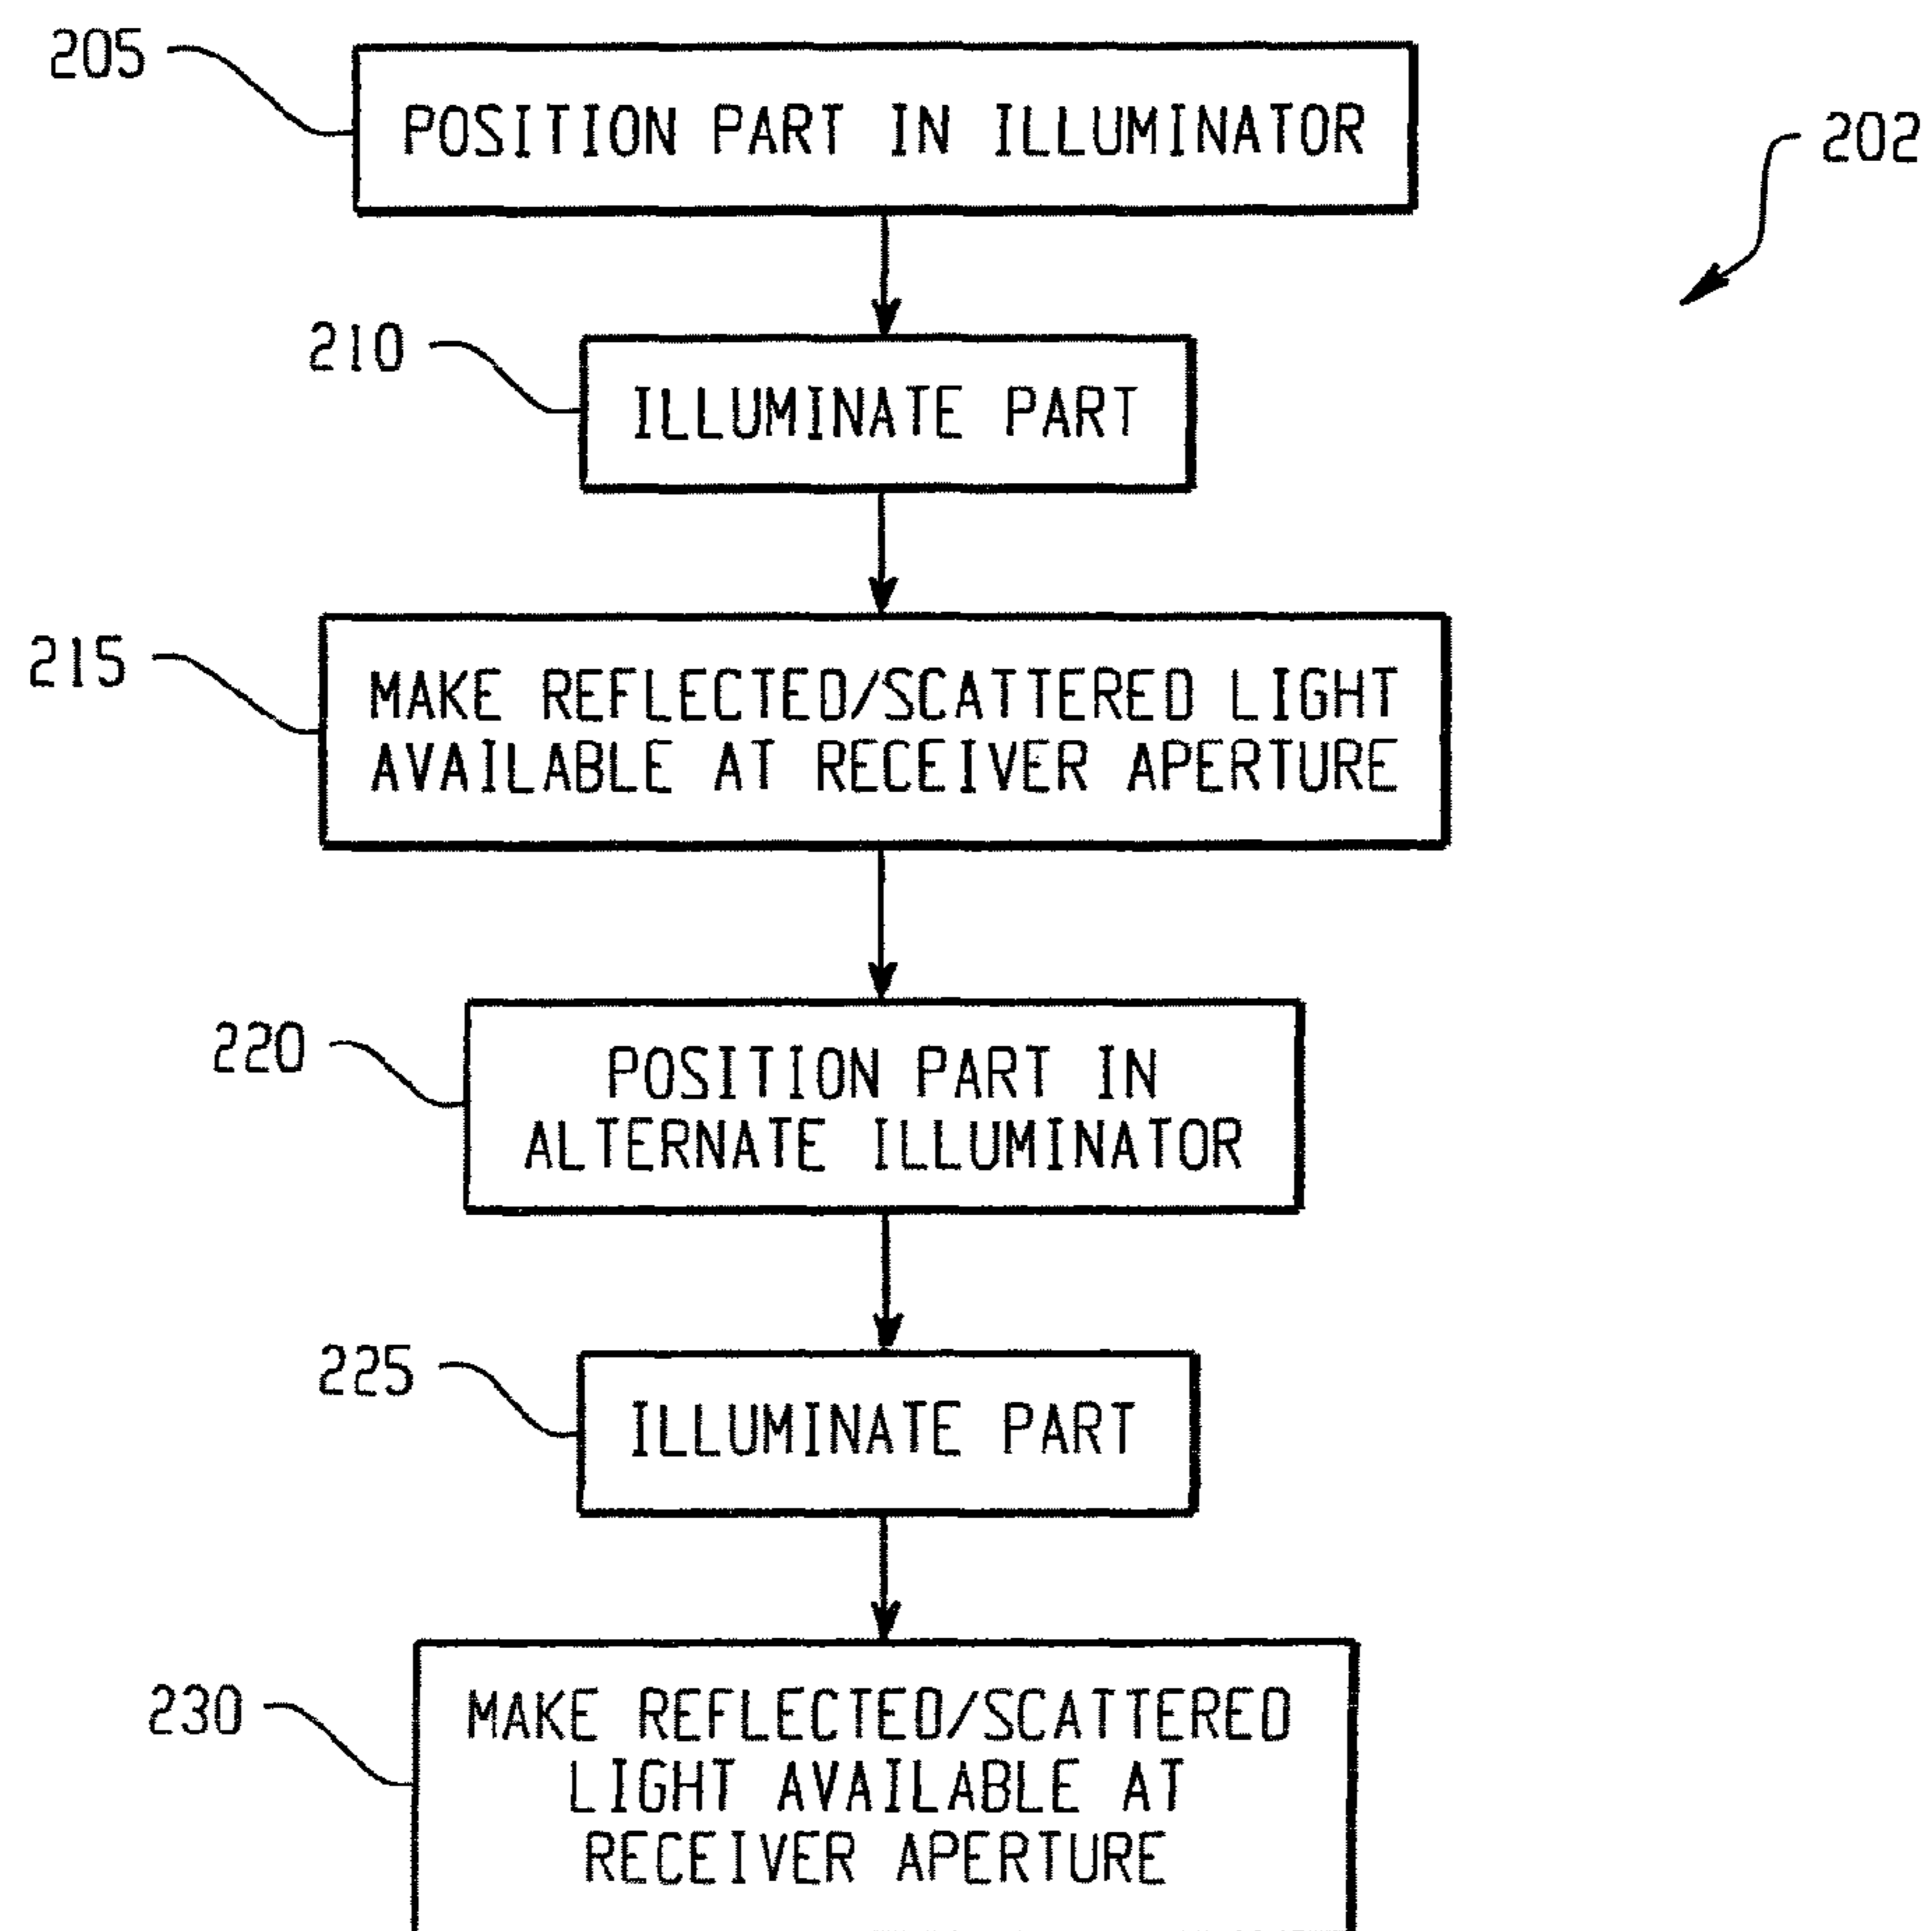 205
POSITION PART IN ILLUMINATOR
202
210
ILLUMINATE PART
215
MAKE REFLECTED/SCATTERED LIGHT
AVAILABLE AT RECEIVER APERTURE
220
POSITION PART IN
ALTERNATE ILLUMINATOR
225
ILLUMINATE PART
230
MAKE REFLECTED/SCATTERED
LIGHT AVAILABLE AT
RECEIVER APERTURE